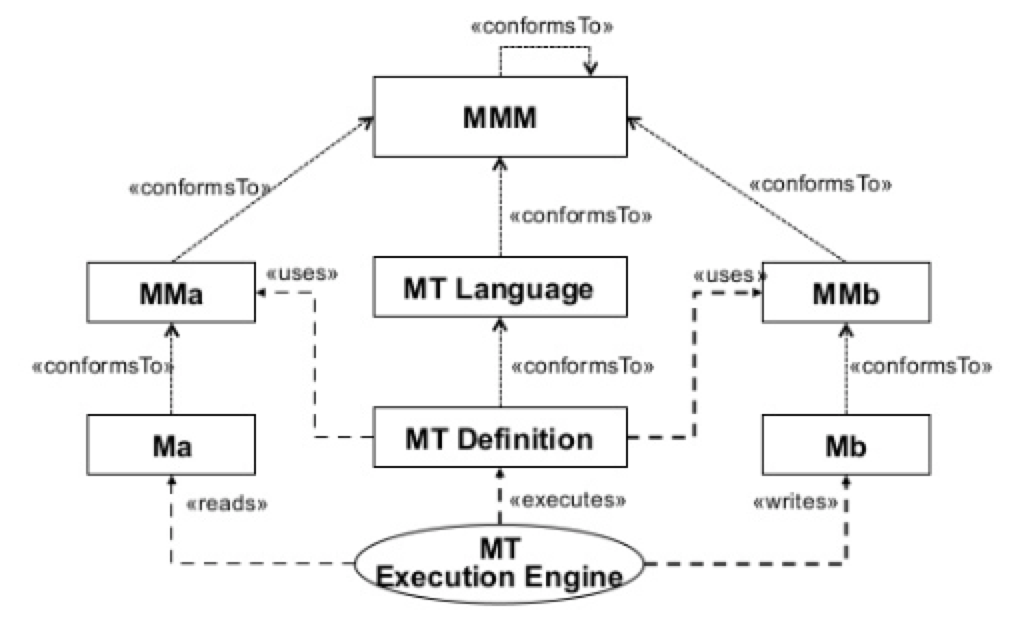 «conformsTo»
MMM
«conformsTo»
«conformsTo»
«conformsTo»
«uses»
«uses»
MMa
MT Language
MMb
«conformsTo»
«conformsTo»
«conformsTo»
Ma
MT Definition
Mb
«reads»
«executes»
«writes»
MT
Execution Engine